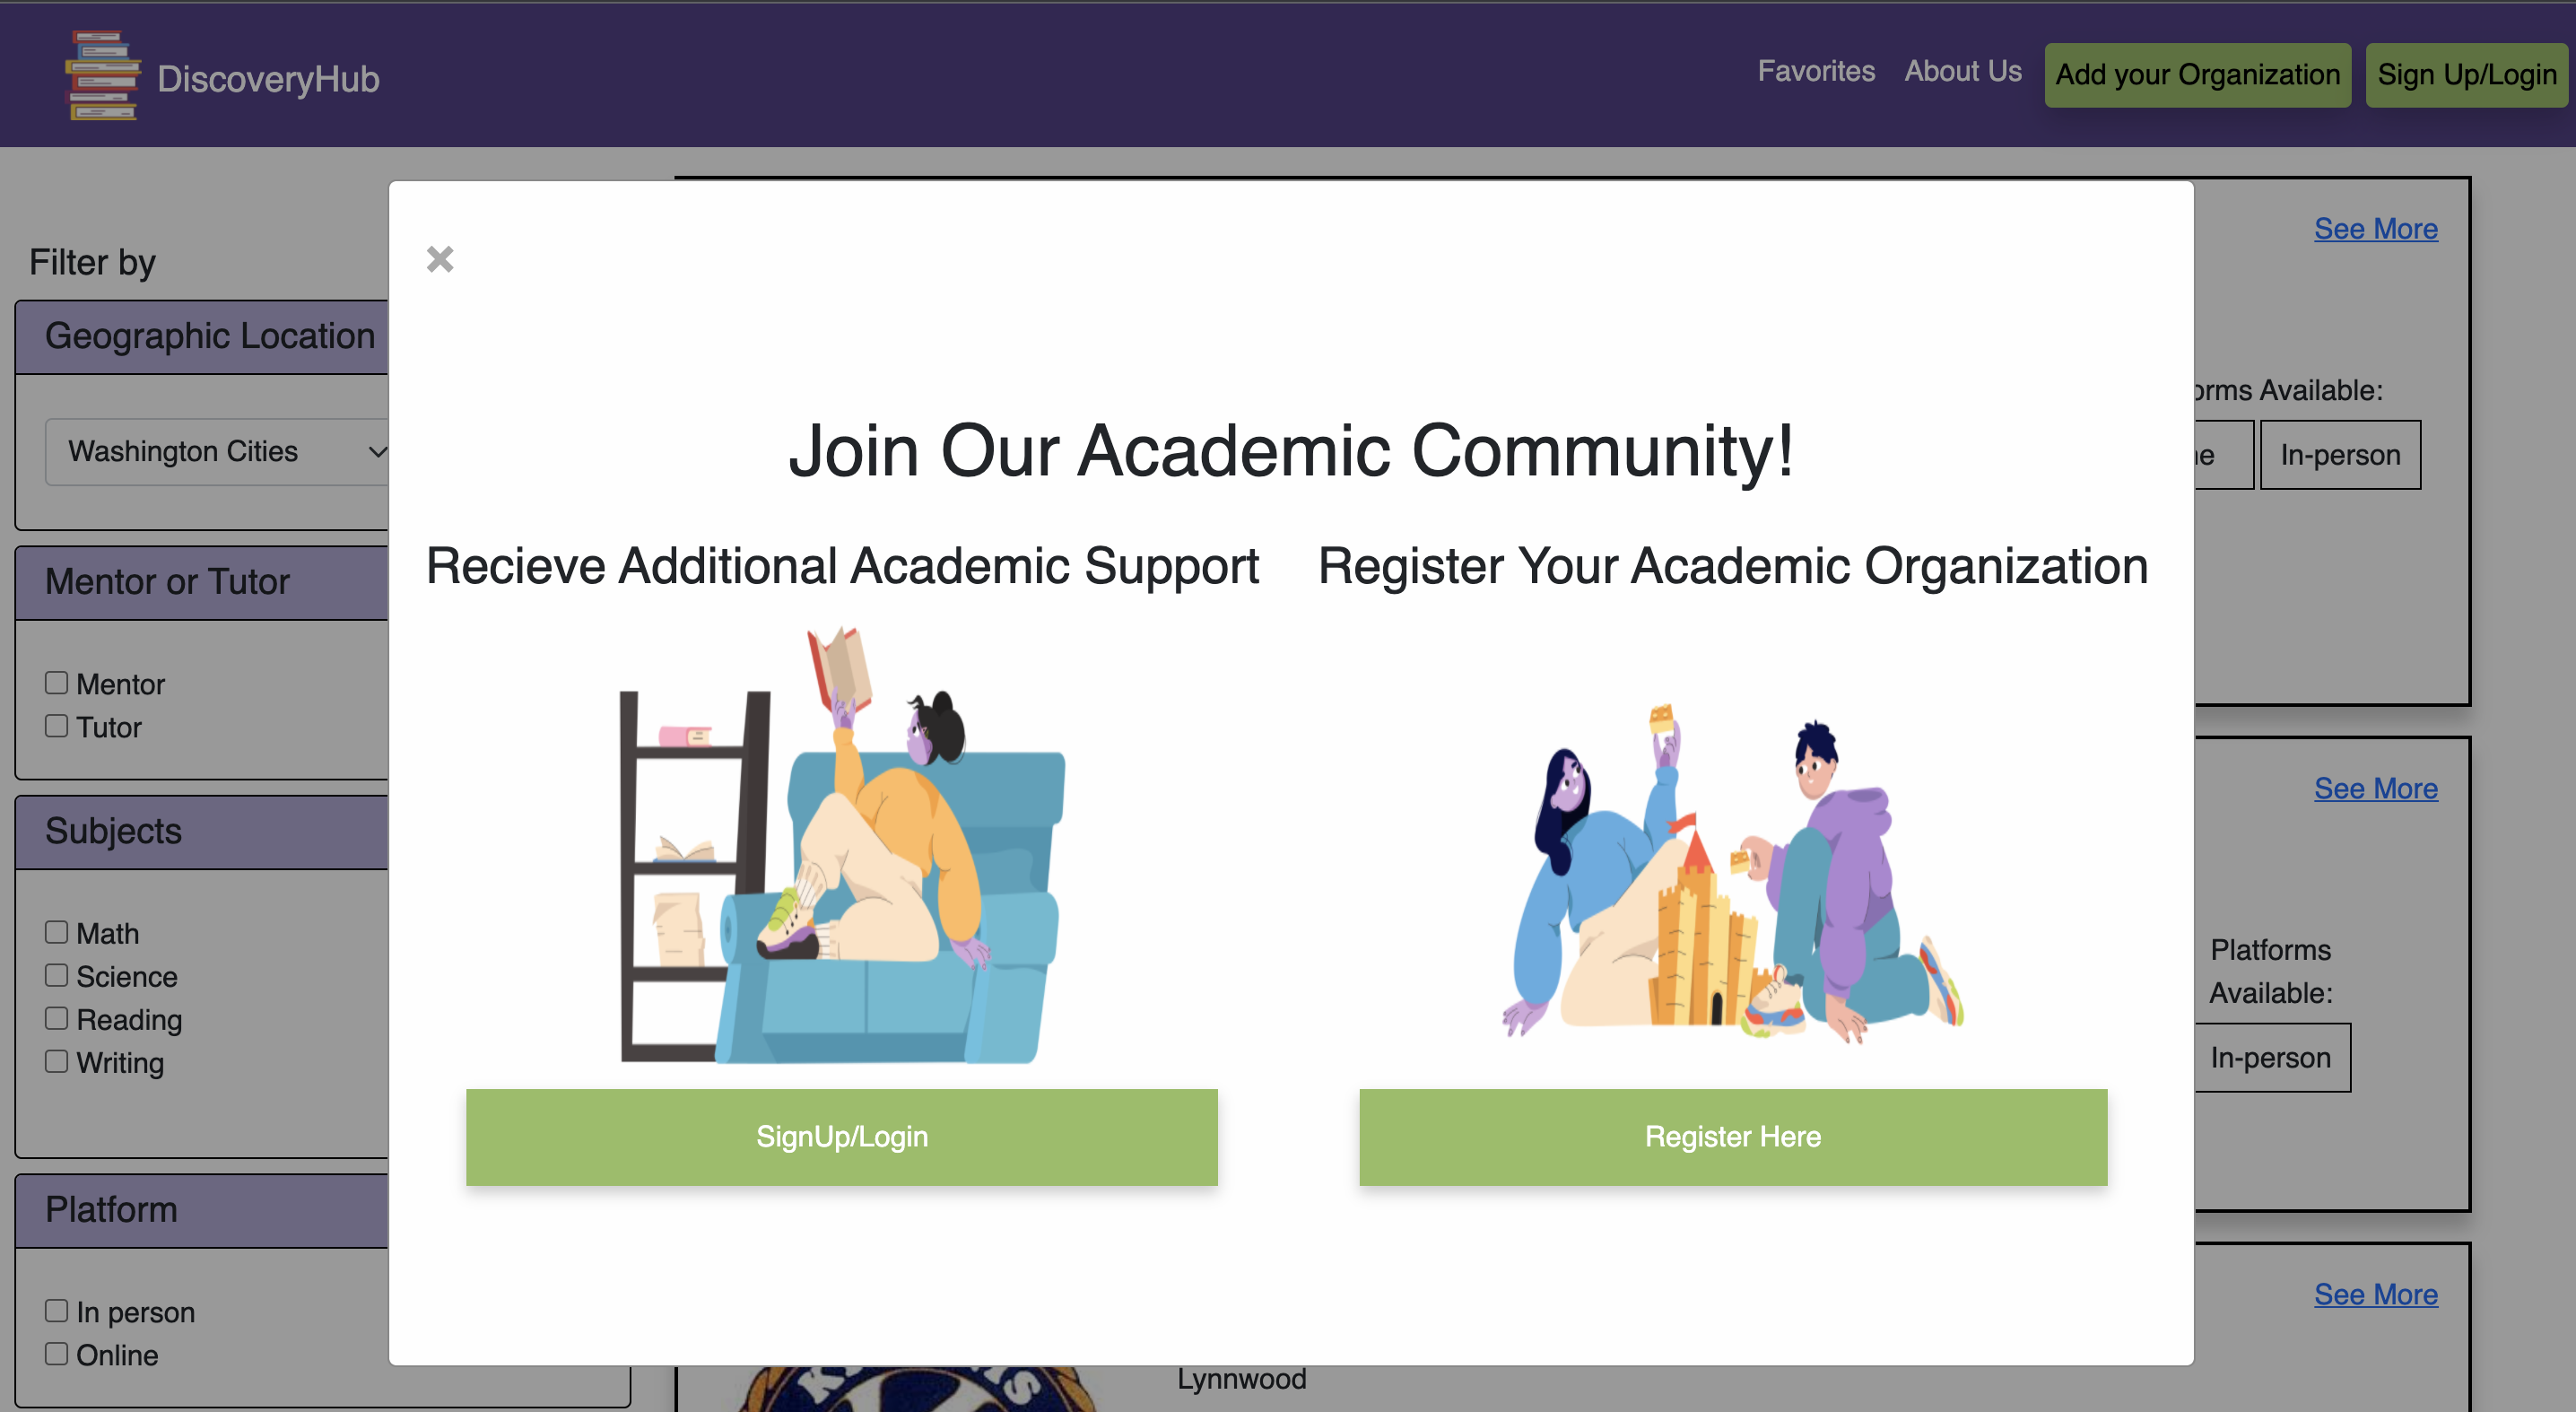 DiscoveryHub
Favorites About Us Add your Organization Sign Up/Login
Filter by
Geographic Location
Washington Cities
Mentor or Tutor
Mentor
Tutor
Subjects
Math
Science
Reading
Writing
Platform
In person
Online
×
Join Our Academic Community!
Recieve Additional Academic Support
SignUp/Login
Register Your Academic Organization
Register Here
See More
Available:
In-person
See More
Platforms
Available:
In-person
See More
Lynnwood